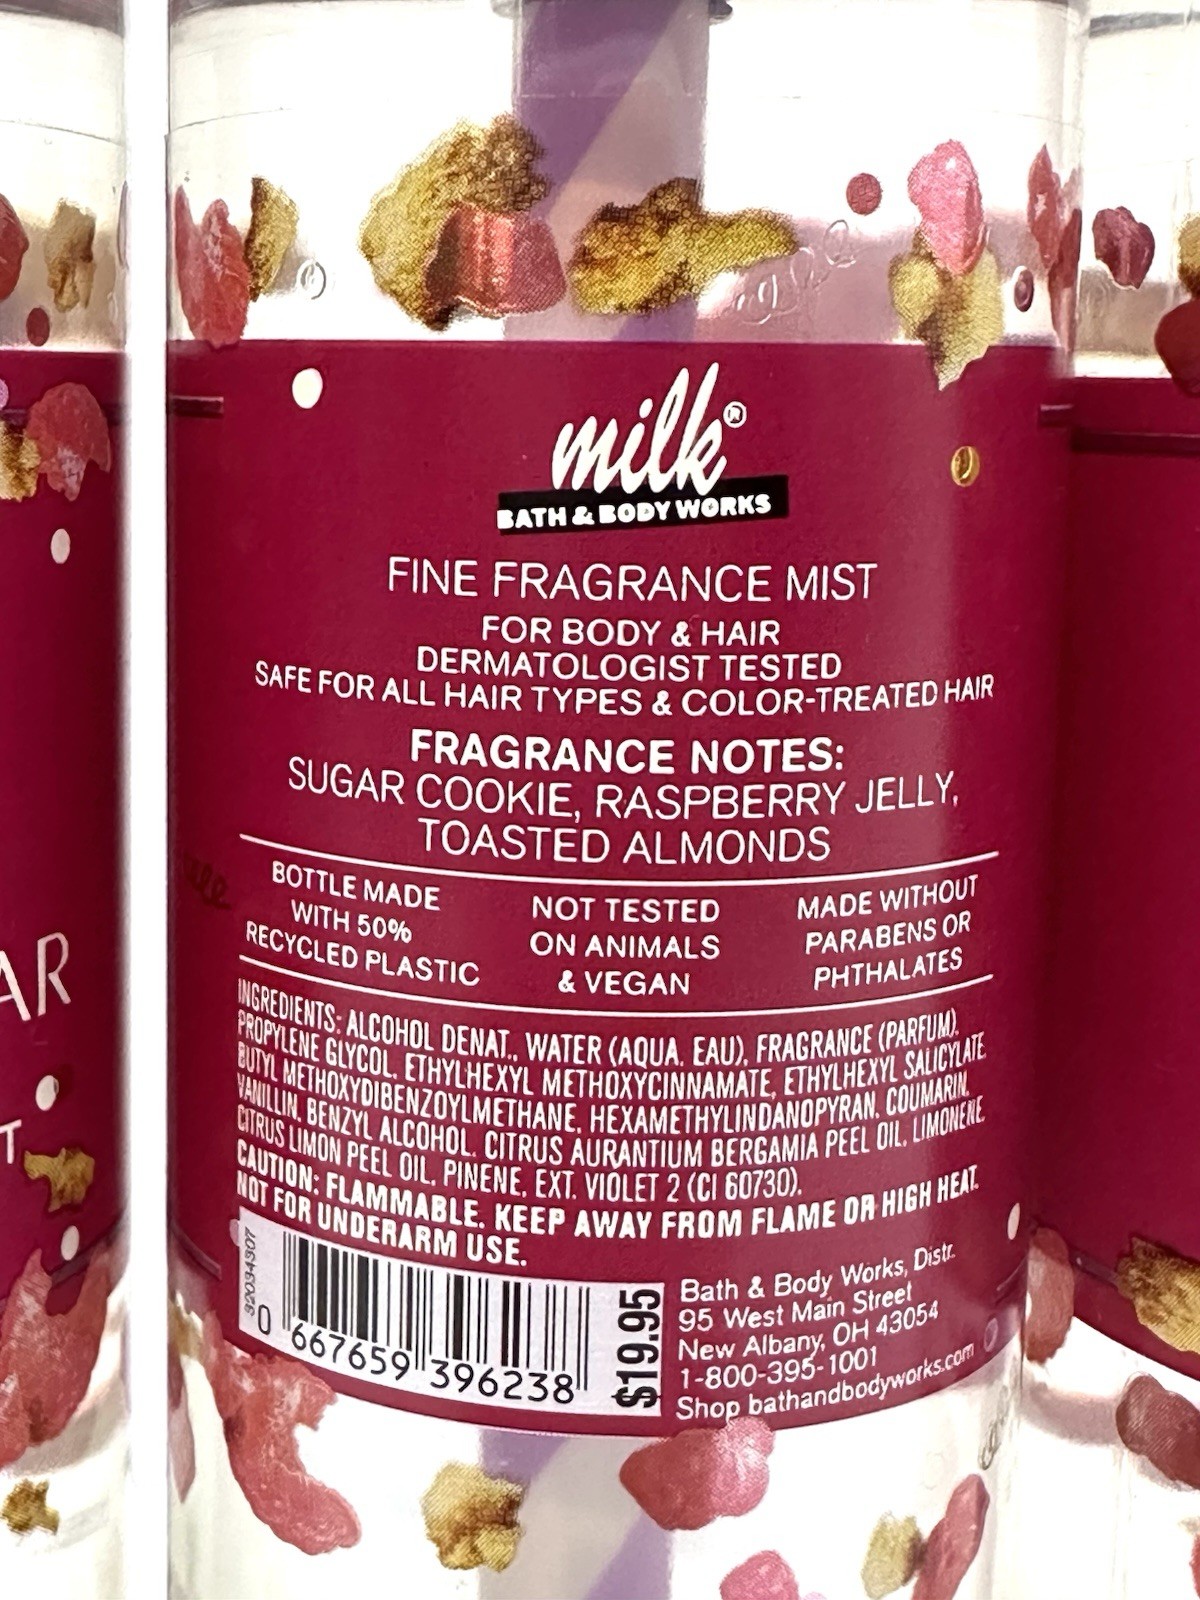 milk®
BATH & BODY WORKS
FINE FRAGRANCE MIST
FOR BODY & HAIR
DERMATOLOGIST TESTED
SAFE FOR ALL HAIR TYPES & COLOR-TREATED HAIR
FRAGRANCE NOTES:
SUGAR COOKIE, RASPBERRY JELLY,
TOASTED ALMONDS
BOTTLE MADE
WITH 50%
RECYCLED PLASTIC
NOT TESTED
ON ANIMALS
& VEGAN
MADE WITHOUT
PARABENS OR
PHTHALATES
INGREDIENTS: ALCOHOL DENAT., WATER (AQUA, EAU), FRAGRANCE (PARFUM),
PROPYLENE GLYCOL, ETHYLHEXYL METHOXYCINNAMATE, ETHYLHEXYL SALICYLATE,
BUTYL METHOXYDIBENZOYLMETHANE, HEXAMETHYLINDANOPYRAN, COUMARIN,
VANILLIN, BENZYL ALCOHOL, CITRUS AURANTIUM BERGAMIA PEEL OIL, LIMONENE,
CITRUS LIMON PEEL OIL, PINENE, EXT. VIOLET 2 (CI 60730).
CAUTION: FLAMMABLE. KEEP AWAY FROM FLAME OR HIGH HEAT.
NOT FOR UNDERARM USE.
0 667659 396238
$19.95
Bath & Body Works, Distr.
95 West Main Street
New Albany, OH 43054
1-800-395-1001
Shop bathandbodyworks.com
AR
T